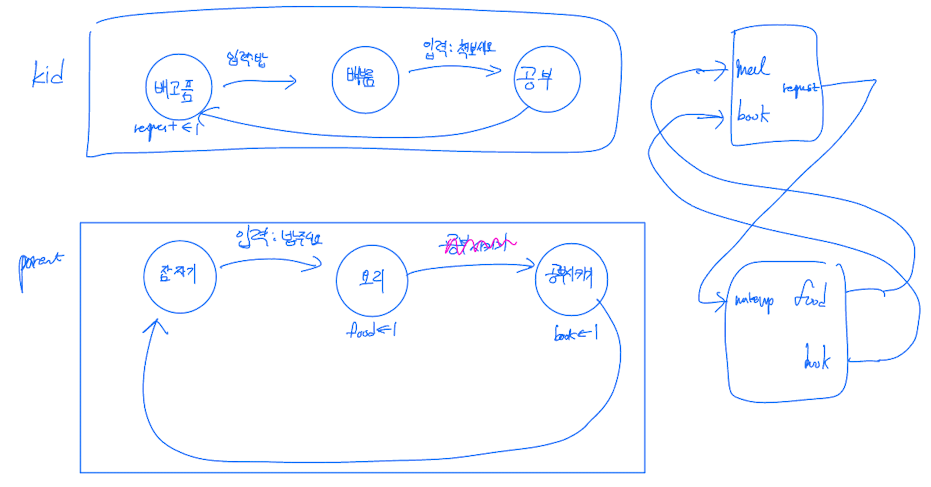 kid
배고픔
request ← 1
입력:밥
배부름
입력: 책보세요
공부
meal
request
book
parent
잠자기
입력: 밥주세요
요리
food ← 1
공부시키기
book ← 1
wakeup
food
book